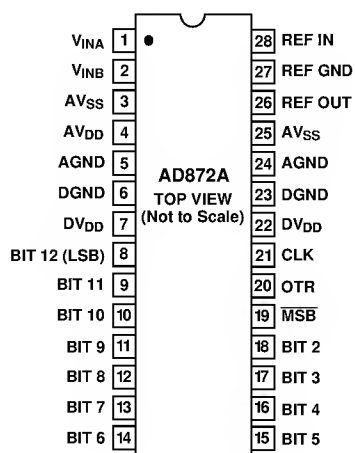 VINA 1 28 REF IN
VINB 2 27 REF GND
AVSS 3 26 REF OUT
AVDD 4 25 AVSS
AGND 5 24 AGND
AD872A
DGND 6 23 DGND
TOP VIEW
(Not to Scale)
DVDD 7 22 DVDD
BIT 12 (LSB) 8 21 CLK
BIT 11 9 20 OTR
BIT 10 10 19 M̅S̅B̅
BIT 9 11 18 BIT 2
BIT 8 12 17 BIT 3
BIT 7 13 16 BIT 4
BIT 6 14 15 BIT 5